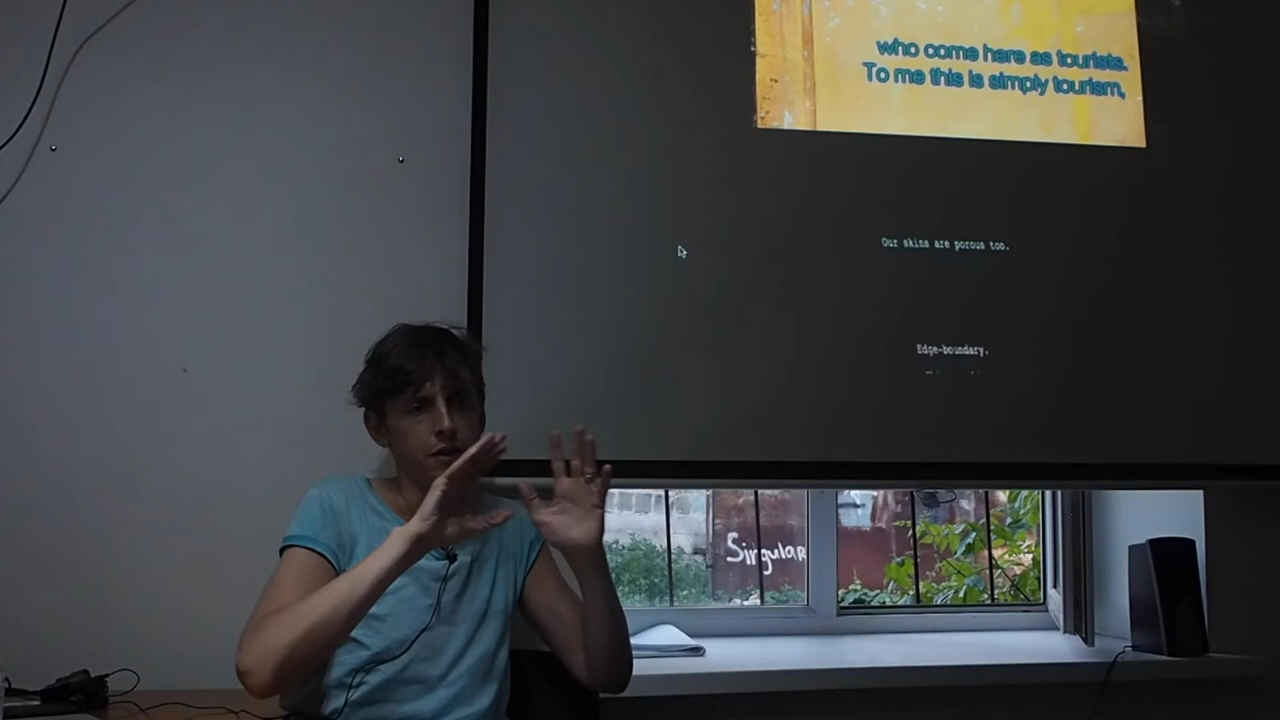 who come here as tourists.
To me this is simply tourism,
Our skins are porous too.
Edge-boundary.
Singular